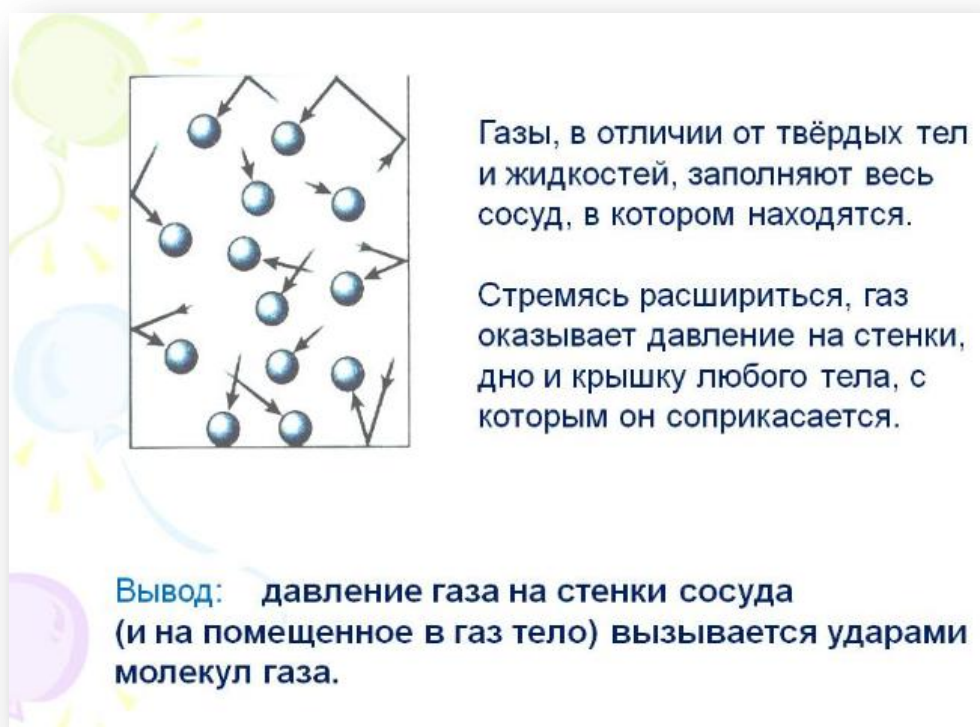 Газы, в отличии от твёрдых тел
и жидкостей, заполняют весь
сосуд, в котором находятся.
Стремясь расшириться, газ
оказывает давление на стенки,
дно и крышку любого тела, с
которым он соприкасается.
Вывод: давление газа на стенки сосуда
(и на помещенное в газ тело) вызывается ударами
молекул газа.